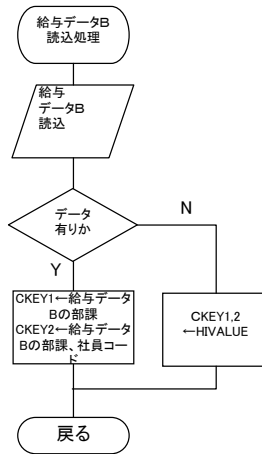 給与データB
読込処理
給与
データB
読込
データ
有りか
N
Y
CKEY1←給与データ
Bの部課
CKEY2←給与データ
Bの部課、社員コー
ド
CKEY1,2
←HIVALUE
戻る